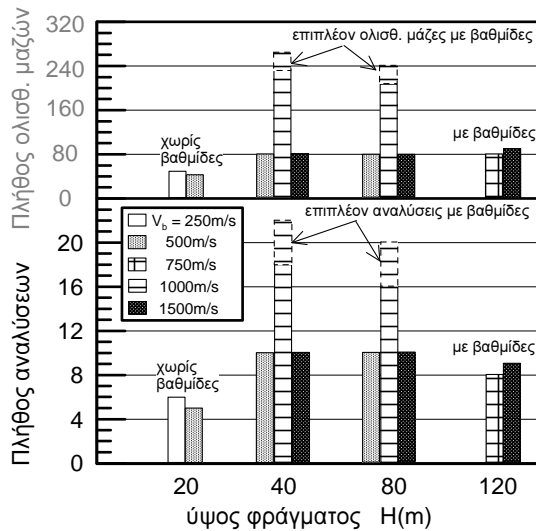 Πλήθος ολισθ. μαζών
320
240
160
80
0
επιπλέον ολισθ. μάζες με βαθμίδες
χωρίς
βαθμίδες
με βαθμίδες
Πλήθος αναλύσεων
20
16
12
8
4
0
V_b = 250m/s
500m/s
750m/s
1000m/s
1500m/s
επιπλέον αναλύσεις με βαθμίδες
χωρίς
βαθμίδες
με βαθμίδες
20 40 80 120
ύψος φράγματος H(m)